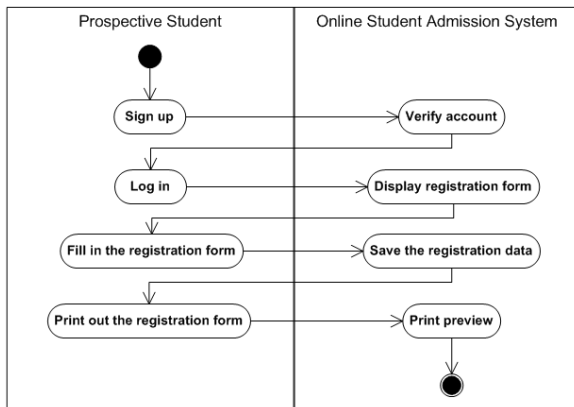 Prospective Student
Online Student Admission System
Sign up
Verify account
Log in
Display registration form
Fill in the registration form
Save the registration data
Print out the registration form
Print preview